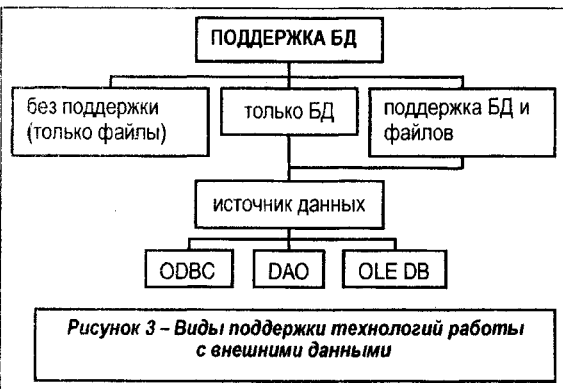 ПОДДЕРЖКА БД
без поддержки
(только файлы)
только БД
поддержка БД и
файлов
источник данных
ODBC
DAO
OLE DB
Рисунок 3 – Виды поддержки технологий работы
с внешними данными